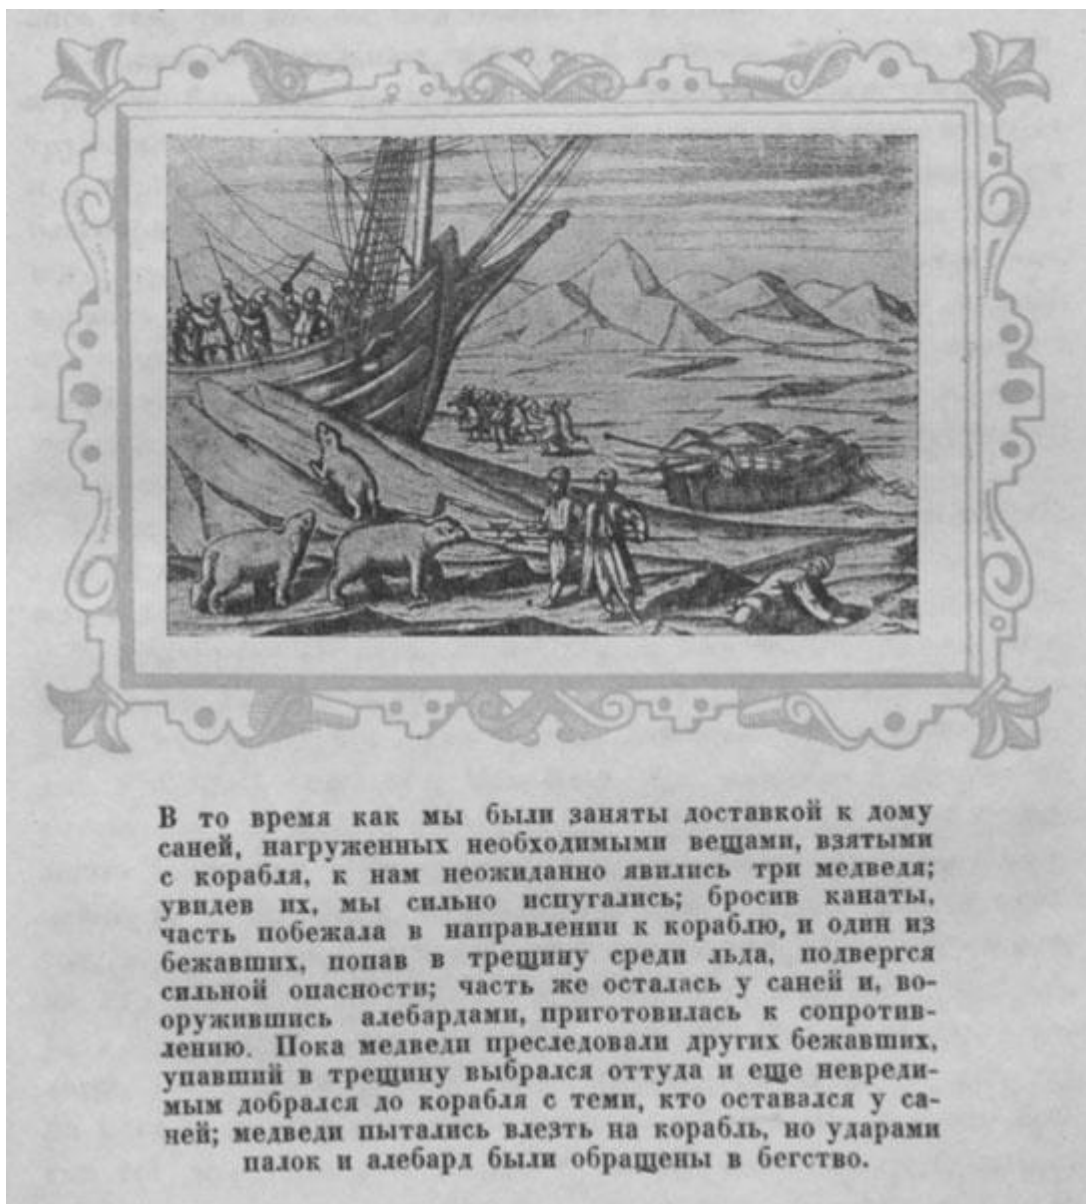 В то время как мы были заняты доставкой к дому
саней, нагруженных необходимыми вещами, взятыми
с корабля, к нам неожиданно явились три медведя;
увидев их, мы сильно испугались; бросив канаты,
часть побежала в направлении к кораблю, и один из
бежавших, попав в трещину среди льда, подвергся
сильной опасности; часть же осталась у саней и, во-
оружившись алебардами, приготовилась к сопротив-
лению. Пока медведи преследовали других бежавших,
упавший в трещину выбрался оттуда и еще невреди-
мым добрался до корабля с теми, кто оставался у са-
ней; медведи пытались влезть на корабль, но ударами
палок и алебард были обращены в бегство.